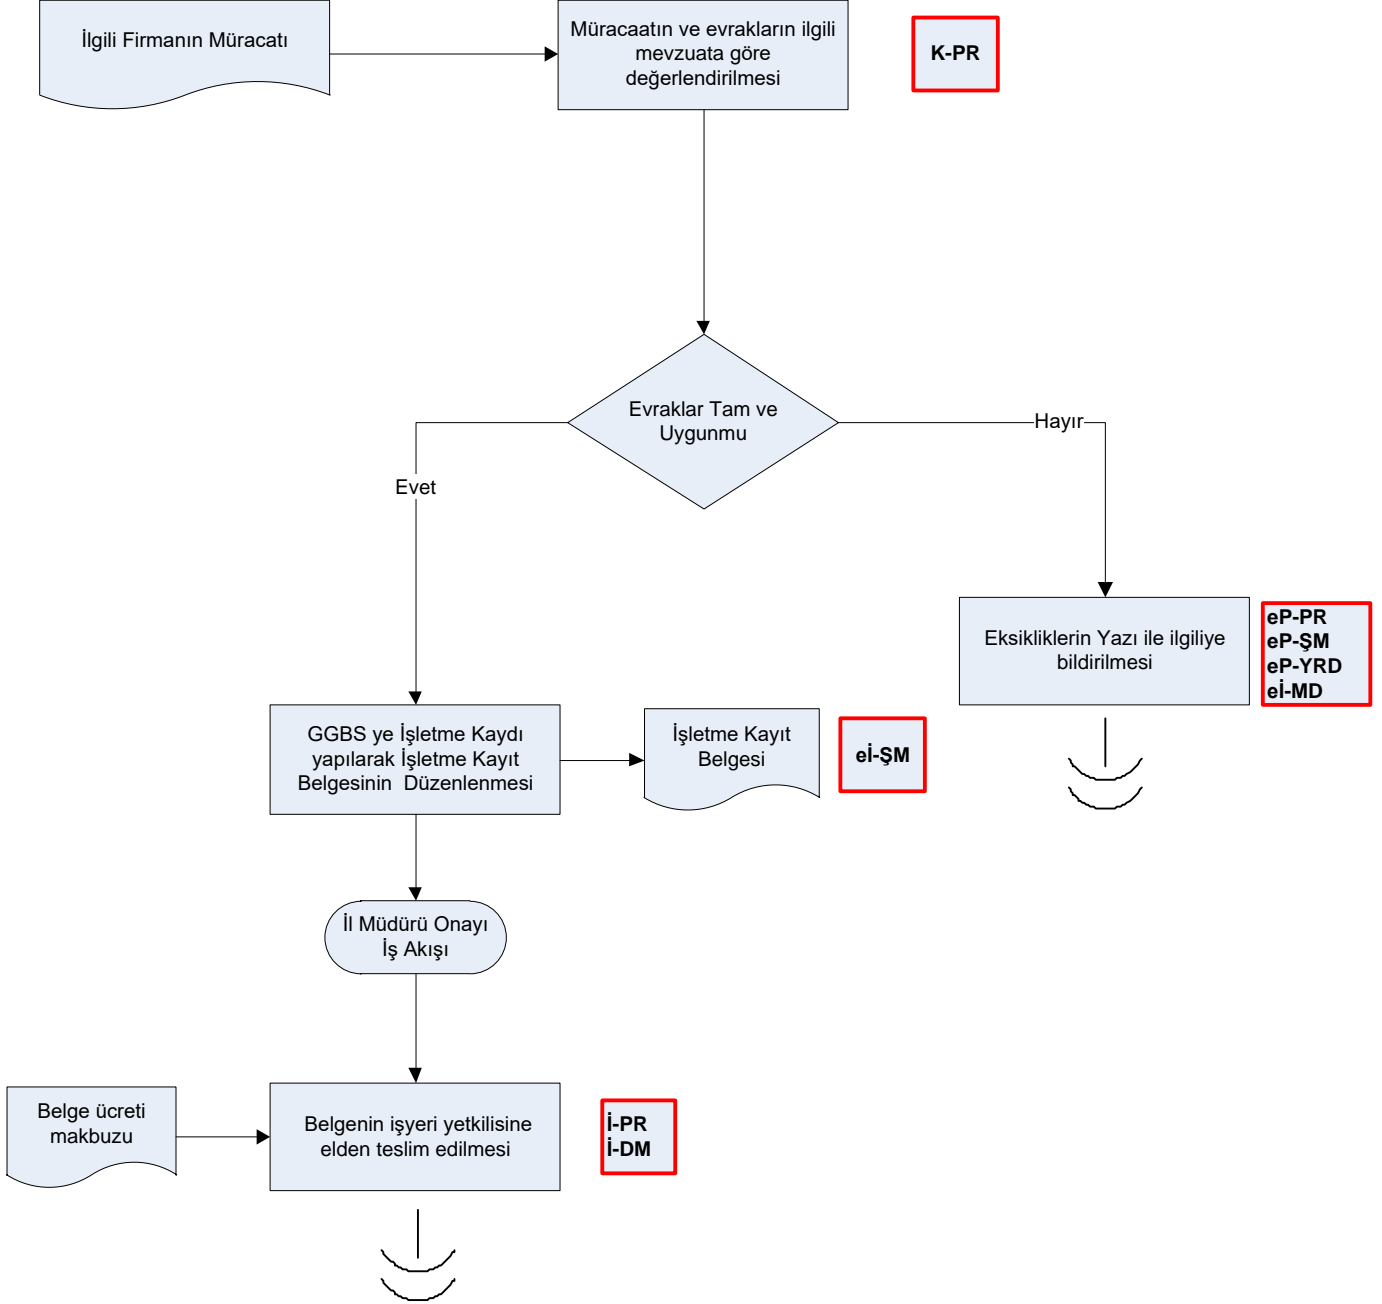 İlgili Firmanın Müracatı
Müracaatın ve evrakların ilgili
mevzuata göre
değerlendirilmesi
K-PR
Evraklar Tam ve
Uygunmu
Hayır
Evet
Eksikliklerin Yazı ile ilgiliye
bildirilmesi
eP-PR
eP-ŞM
eP-YRD
eİ-MD
GGBS ye İşletme Kaydı
yapılarak İşletme Kayıt
Belgesinin Düzenlenmesi
İşletme Kayıt
Belgesi
eİ-ŞM
İl Müdürü Onayı
İş Akışı
Belge ücreti
makbuzu
Belgenin işyeri yetkilisine
elden teslim edilmesi
İ-PR
İ-DM